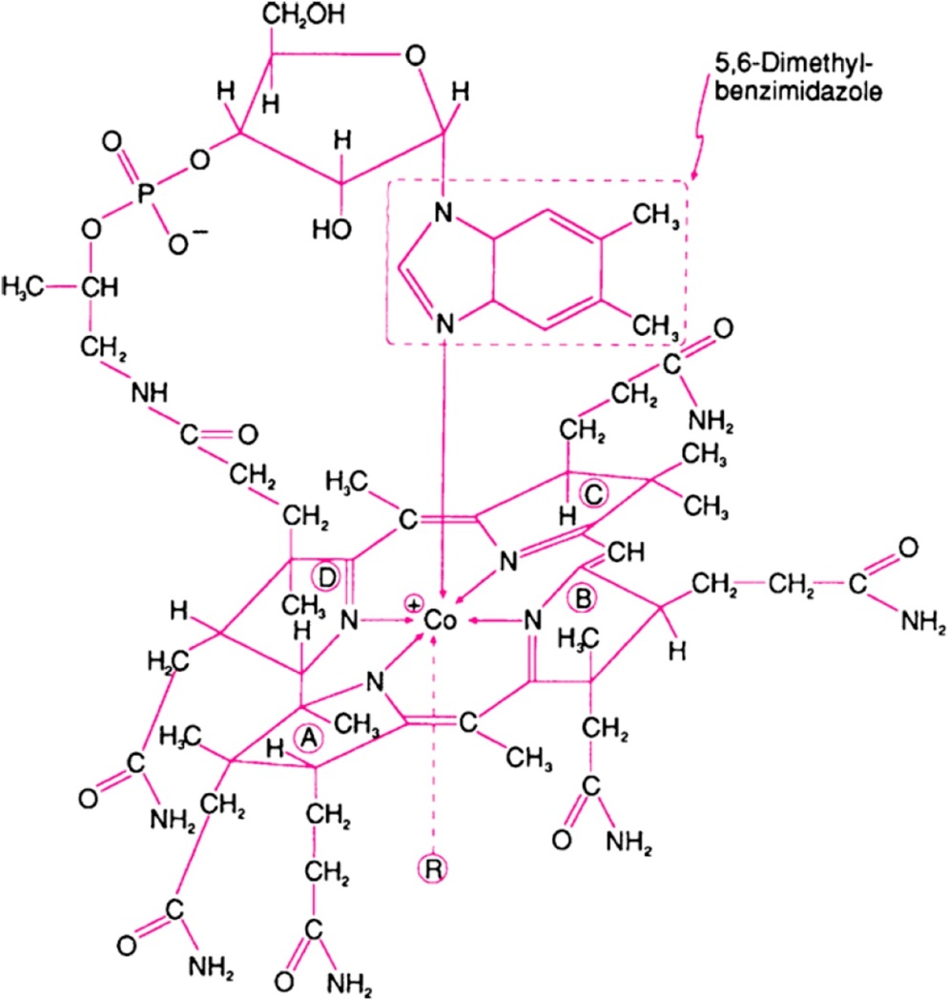 CH₂OH
O
5,6-Dimethyl-
benzimidazole
H
H
H
O
O
H
P
N
CH₃
O
O⁻
HO
H₃C
CH
N
CH₃
O
CH₂
C
CH₂
NH
NH₂
CH₂
C
O
CH₂
CH₃
H₃C
C
CH₂
C
H
CH₃
N
CH
D
O
CH₂
CH₂
C
B
CH₃
+
H
N
Co
N
NH₂
H
H₃C
H
H₂C
N
CH₃
A
CH₂
H₃C
H
C
CH₃
C
C
O
CH₂
CH₂
NH₂
O
NH₂
CH₂
R
C
C
O
NH₂
O
NH₂